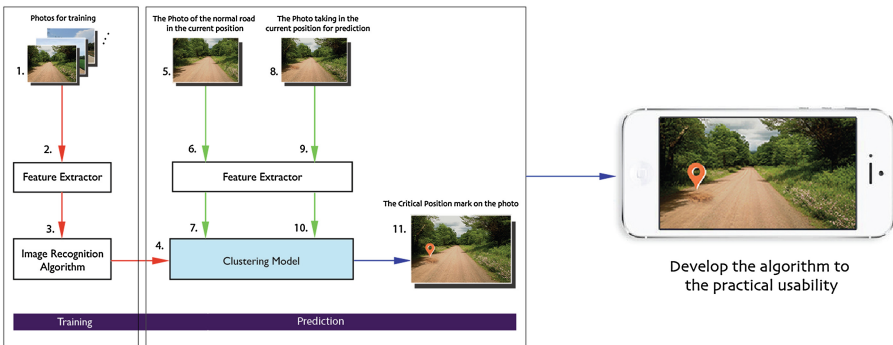 Photos for training
1.
2.
Feature Extractor
3.
Image Recognition
Algorithm
4.
The Photo of the normal road
in the current position
5.
The Photo taking in the
current position for prediction
8.
6.
9.
Feature Extractor
7.
10.
Clustering Model
The Critical Position mark on the photo
11.
Training
Prediction
Develop the algorithm to
the practical usability